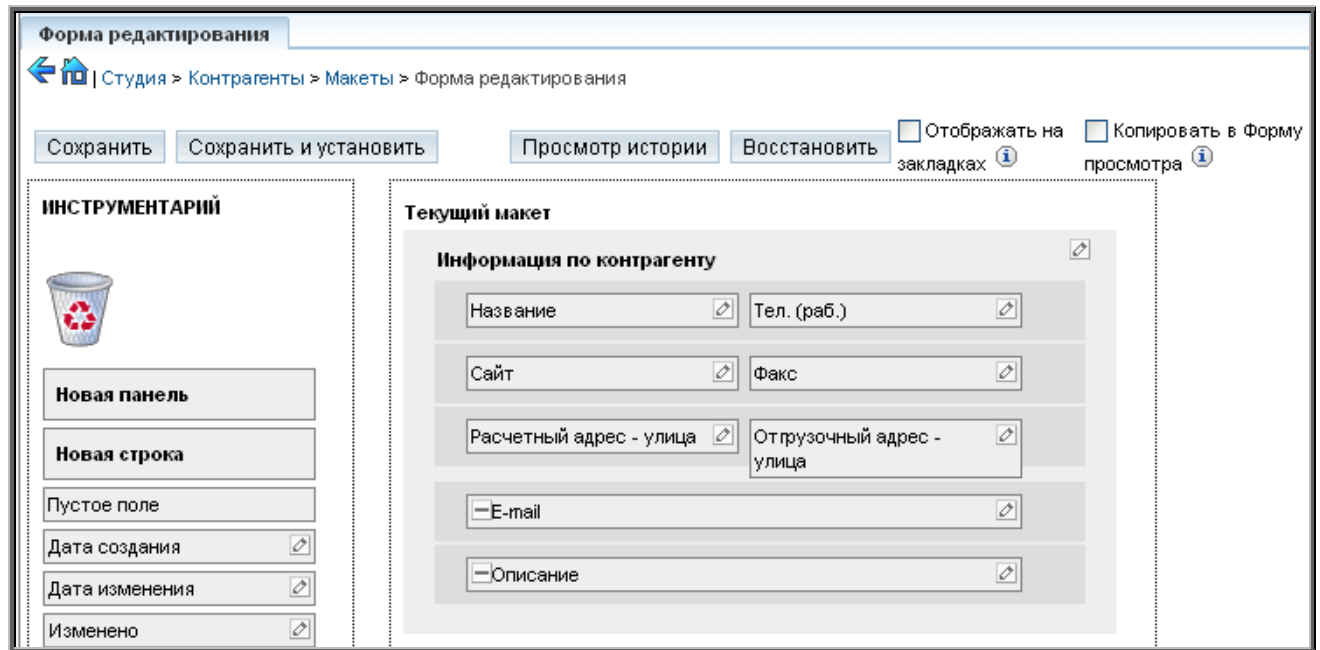 Форма редактирования
| Студия > Контрагенты > Макеты > Форма редактирования
Сохранить Сохранить и установить Просмотр истории Восстановить Отображать на закладках Копировать в Форму просмотра
ИНСТРУМЕНТАРИЙ
Новая панель
Новая строка
Пустое поле
Дата создания
Дата изменения
Изменено
Текущий макет
Информация по контрагенту
Название Тел. (раб.)
Сайт Факс
Расчетный адрес - улица Отгрузочный адрес -
улица
E-mail
Описание